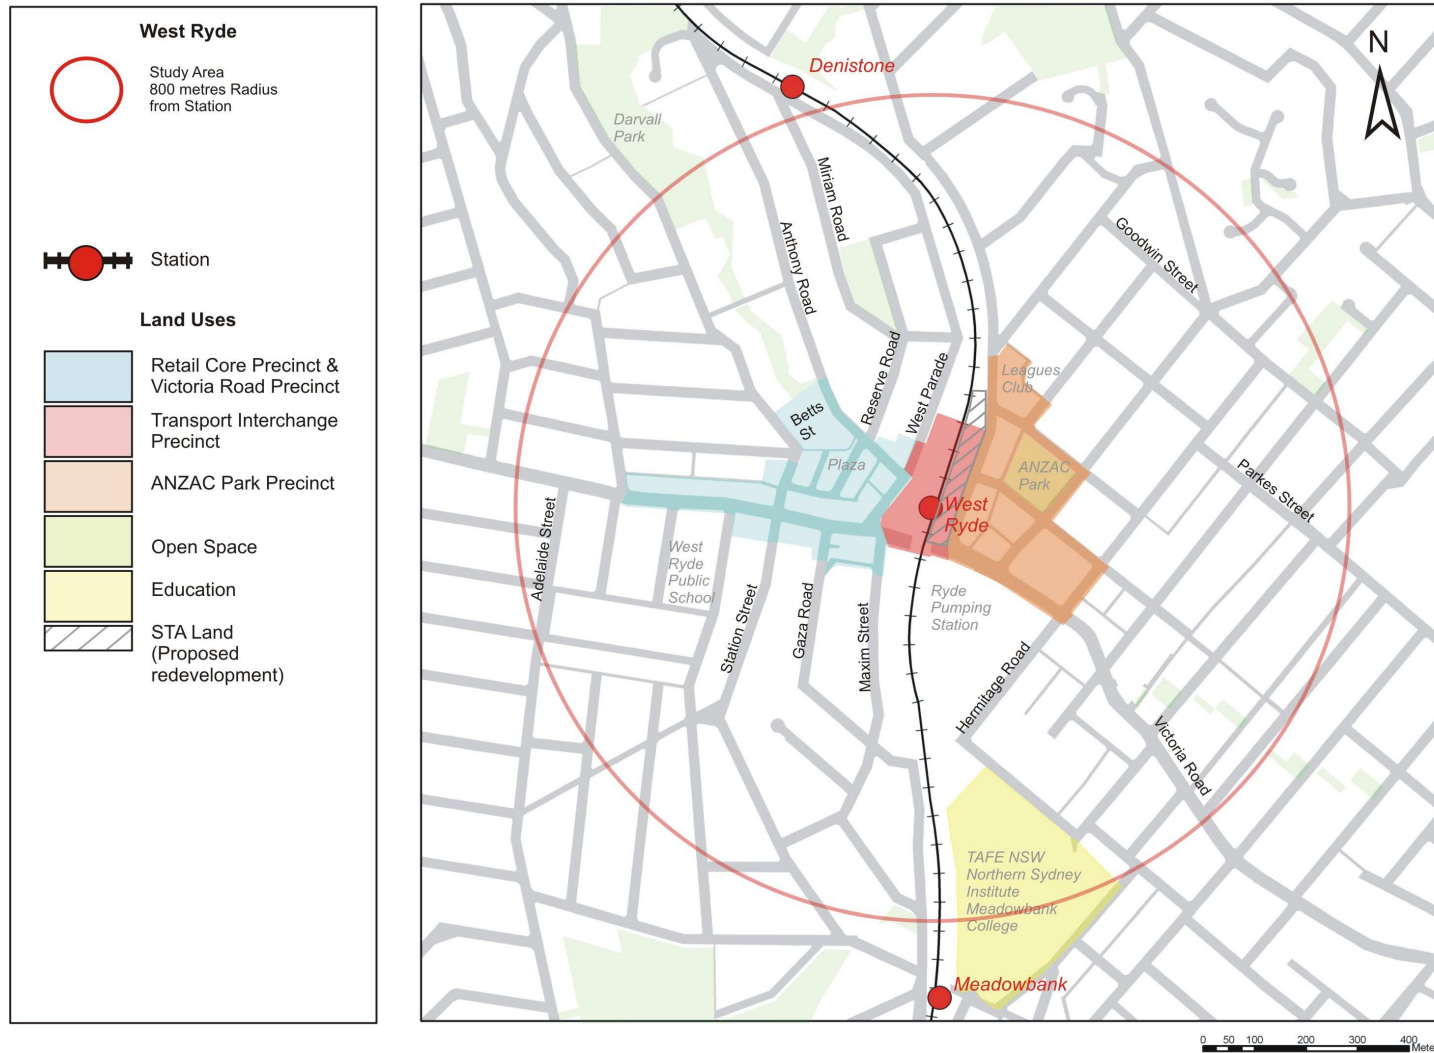 West Ryde
Study Area
800 metres Radius
from Station
Station
Land Uses
Retail Core Precinct &
Victoria Road Precinct
Transport Interchange
Precinct
ANZAC Park Precinct
Open Space
Education
STA Land
(Proposed
redevelopment)
N
Denistone
Darvall
Park
Miriam Road
Anthony Road
Goodwin Street
Reserve Road
West Parade
Leagues
Club
Betts
St
Plaza
ANZAC
Park
Parkes Street
West
Ryde
Adelaide Street
West
Ryde
Public
School
Station Street
Gaza Road
Maxim Street
Ryde
Pumping
Station
Hermitage Road
Victoria Road
TAFE NSW
Northern Sydney
Institute
Meadowbank
College
Meadowbank
0 50 100 200 300 400
Mete